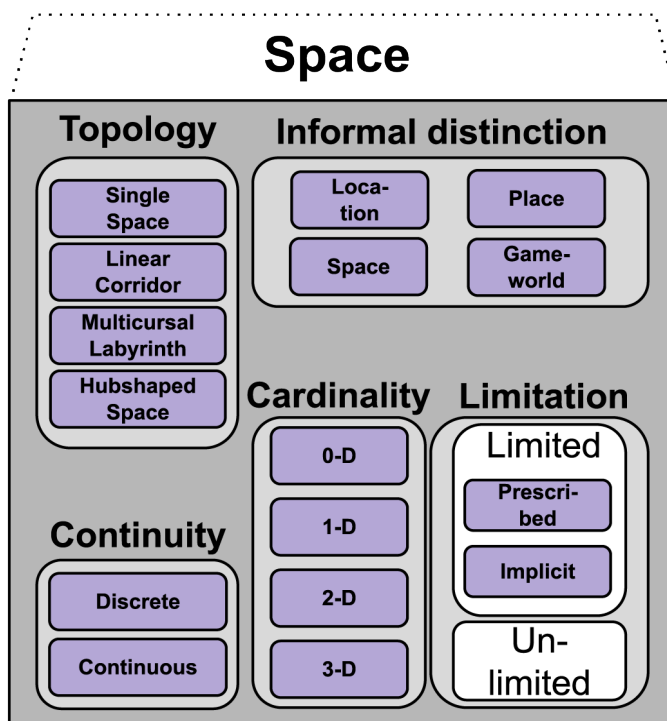 Space
Topology
Single
Space
Linear
Corridor
Multicursal
Labyrinth
Hubshaped
Space
Informal distinction
Loca-
tion
Place
Space
Game-
world
Continuity
Discrete
Continuous
Cardinality
0-D
1-D
2-D
3-D
Limitation
Limited
Prescri-
bed
Implicit
Un-
limited